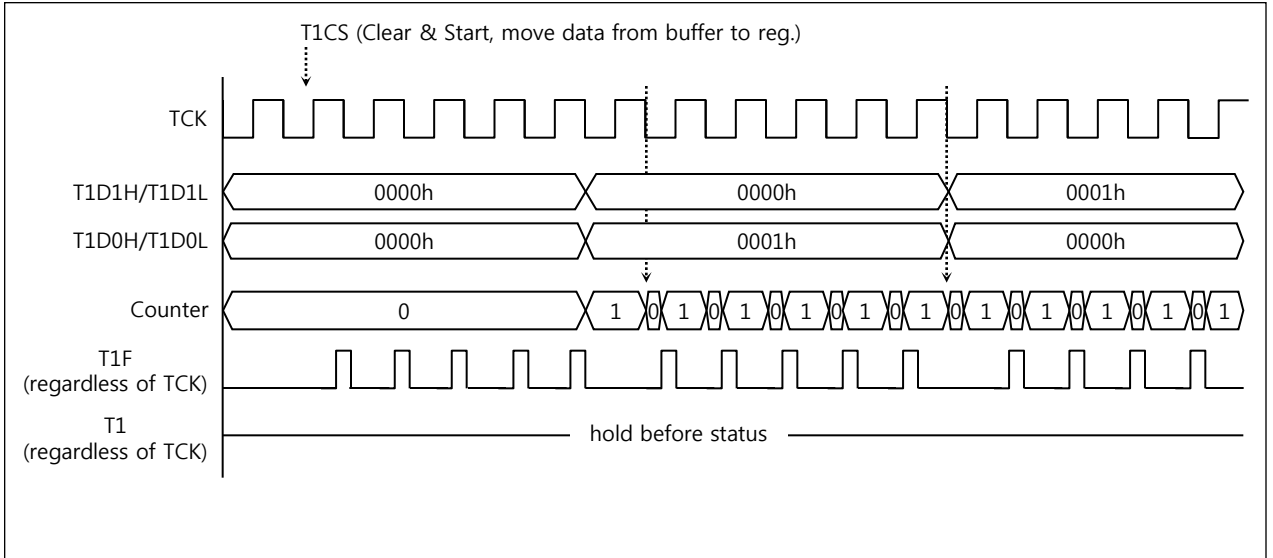 T1CS (Clear & Start, move data from buffer to reg.)
TCK
T1D1H/T1D1L 0000h 0000h 0001h
T1D0H/T1D0L 0000h 0001h 0000h
Counter 0 1 0 1 0 1 0 1 0 1 0 1 0 1 0 1 0 1 0 1 0 1
T1F
(regardless of TCK)
T1
(regardless of TCK)
hold before status